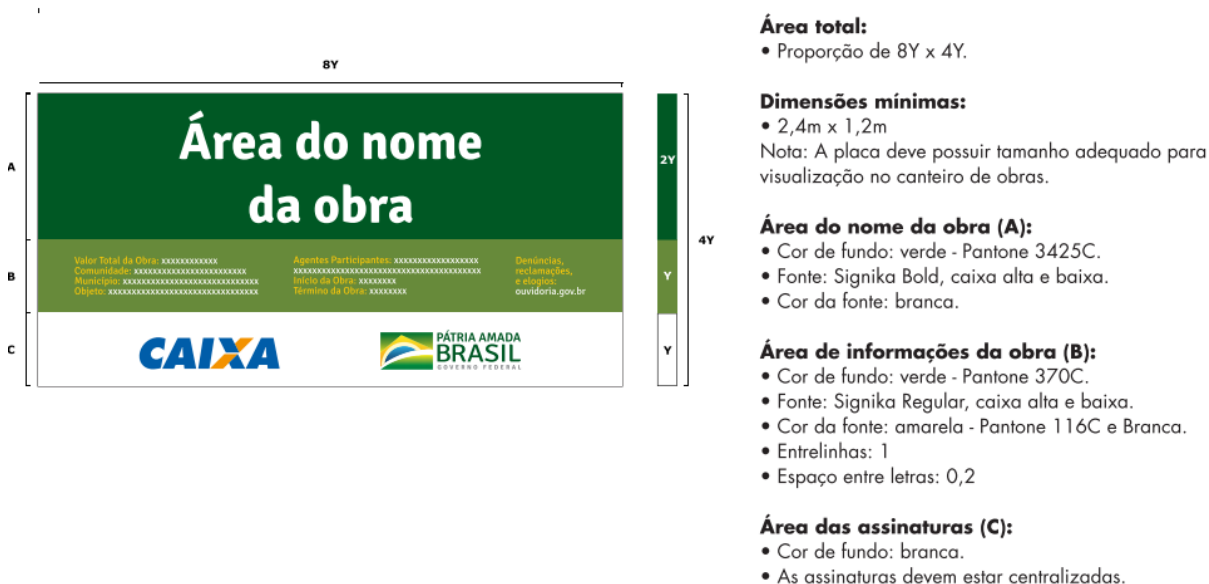 8Y
Área do nome
da obra
A
2Y
4Y
Valor Total da Obra: xxxxxxxxxxxx
Comunidade: xxxxxxxxxxxxxxxxxxxxxxxx
Município: xxxxxxxxxxxxxxxxxxxxxxxxxxxxx
Objeto: xxxxxxxxxxxxxxxxxxxxxxxxxxxxxxxx
Agentes Participantes: xxxxxxxxxxxxxxxxxx
xxxxxxxxxxxxxxxxxxxxxxxxxxxxxxxxxxxxxxxx
Início da Obra: xxxxxxxx
Término da Obra: xxxxxxxx
Denúncias,
reclamações,
e elogios:
ouvidoria.gov.br
B
Y
C
CAIXA
PÁTRIA AMADA
BRASIL
GOVERNO FEDERAL
Y
Área total:
• Proporção de 8Y x 4Y.
Dimensões mínimas:
• 2,4m x 1,2m
Nota: A placa deve possuir tamanho adequado para
visualização no canteiro de obras.
Área do nome da obra (A):
• Cor de fundo: verde - Pantone 3425C.
• Fonte: Signika Bold, caixa alta e baixa.
• Cor da fonte: branca.
Área de informações da obra (B):
• Cor de fundo: verde - Pantone 370C.
• Fonte: Signika Regular, caixa alta e baixa.
• Cor da fonte: amarela - Pantone 116C e Branca.
• Entrelinhas: 1
• Espaço entre letras: 0,2
Área das assinaturas (C):
• Cor de fundo: branca.
• As assinaturas devem estar centralizadas.